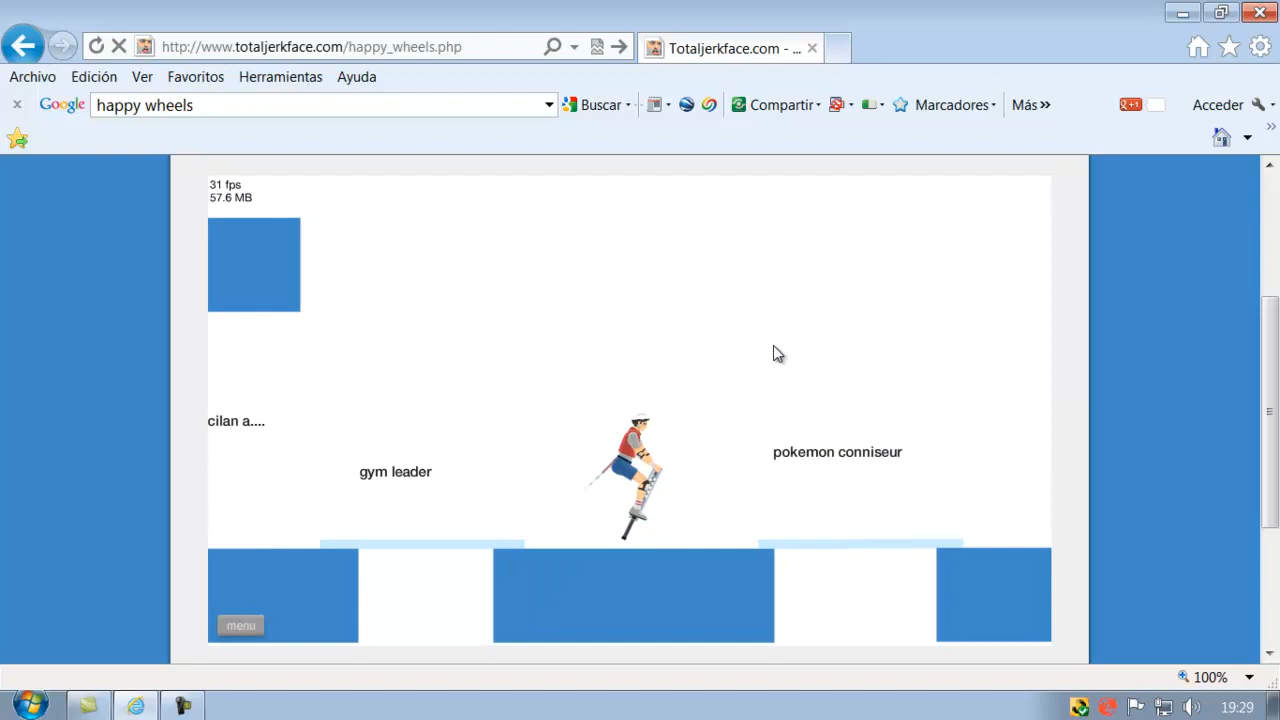 http://www.totaljerkface.com/happy_wheels.php
Totaljerkface.com - ...
Archivo Edición Ver Favoritos Herramientas Ayuda
Google happy wheels Buscar Compartir Marcadores Más» +1 Acceder
31 fps
57.6 MB
cilan a....
pokemon conniseur
gym leader
menu
100%
19:29